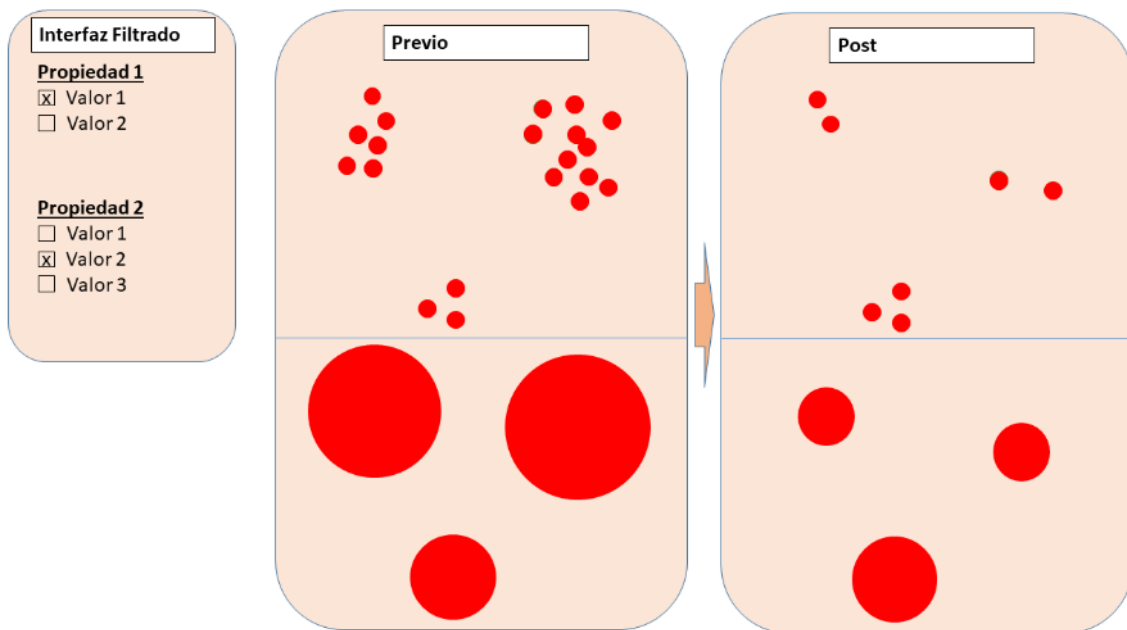 Interfaz Filtrado
Propiedad 1
x Valor 1
Valor 2
Propiedad 2
Valor 1
x Valor 2
Valor 3
Previo
Post